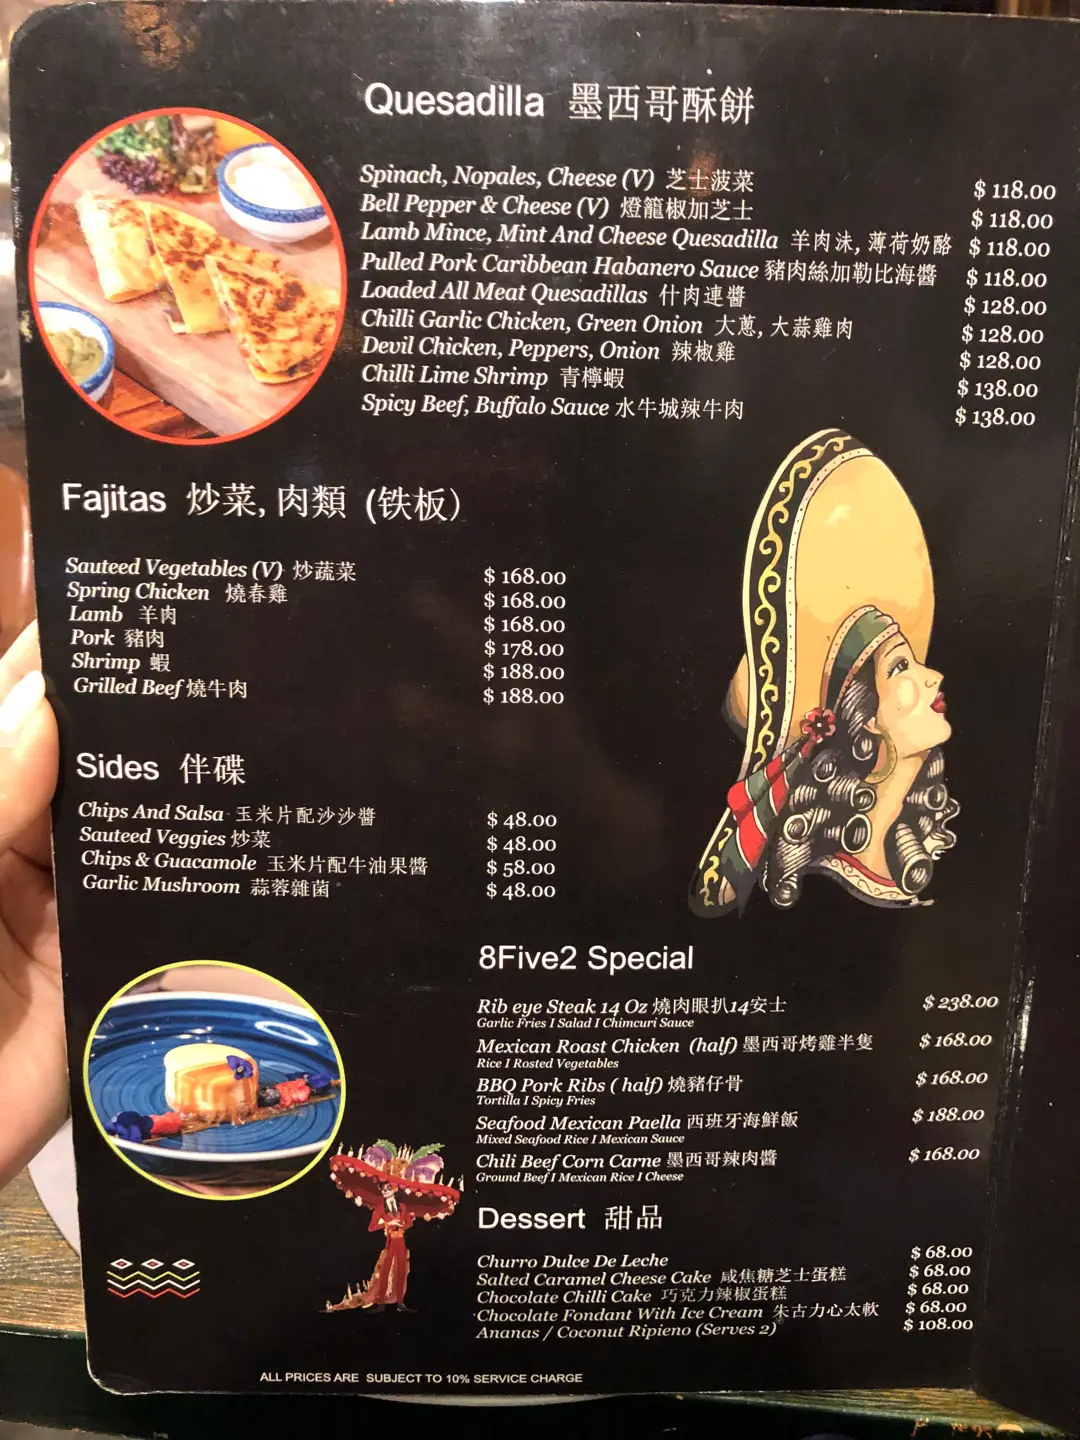 Quesadilla 墨西哥酥餅
Spinach, Nopales, Cheese (V) 芝士菠菜 $ 118.00
Bell Pepper & Cheese (V) 燈籠椒加芝士 $ 118.00
Lamb Mince, Mint And Cheese Quesadilla 羊肉沬, 薄荷奶酪 $ 118.00
Pulled Pork Caribbean Habanero Sauce 豬肉絲加勒比海醬 $ 118.00
Loaded All Meat Quesadillas 什肉連醬 $ 128.00
Chilli Garlic Chicken, Green Onion 大蔥, 大蒜雞肉 $ 128.00
Devil Chicken, Peppers, Onion 辣椒雞 $ 128.00
Chilli Lime Shrimp 青檸蝦 $ 138.00
Spicy Beef, Buffalo Sauce 水牛城辣牛肉 $ 138.00
Fajitas 炒菜, 肉類 (铁板)
Sauteed Vegetables (V) 炒蔬菜 $ 168.00
Spring Chicken 燒春雞 $ 168.00
Lamb 羊肉 $ 168.00
Pork 豬肉 $ 178.00
Shrimp 蝦 $ 188.00
Grilled Beef 燒牛肉 $ 188.00
Sides 伴碟
Chips And Salsa 玉米片配沙沙醬 $ 48.00
Sauteed Veggies 炒菜 $ 48.00
Chips & Guacamole 玉米片配牛油果醬 $ 58.00
Garlic Mushroom 蒜蓉雜菌 $ 48.00
8Five2 Special
Rib eye Steak 14 Oz 燒肉眼扒14安士 $ 238.00
Garlic Fries I Salad I Chimcuri Sauce
Mexican Roast Chicken (half) 墨西哥烤雞半隻 $ 168.00
Rice I Rosted Vegetables
BBQ Pork Ribs ( half) 燒豬仔骨 $ 168.00
Tortilla I Spicy Fries
Seafood Mexican Paella 西班牙海鮮飯 $ 188.00
Mixed Seafood Rice I Mexican Sauce
Chili Beef Corn Carne 墨西哥辣肉醬 $ 168.00
Ground Beef I Mexican Rice I Cheese
Dessert 甜品
Churro Dulce De Leche $ 68.00
Salted Caramel Cheese Cake 咸焦糖芝士蛋糕 $ 68.00
Chocolate Chilli Cake 巧克力辣椒蛋糕 $ 68.00
Chocolate Fondant With Ice Cream 朱古力心太軟 $ 68.00
Ananas / Coconut Ripieno (Serves 2) $ 108.00
ALL PRICES ARE SUBJECT TO 10% SERVICE CHARGE